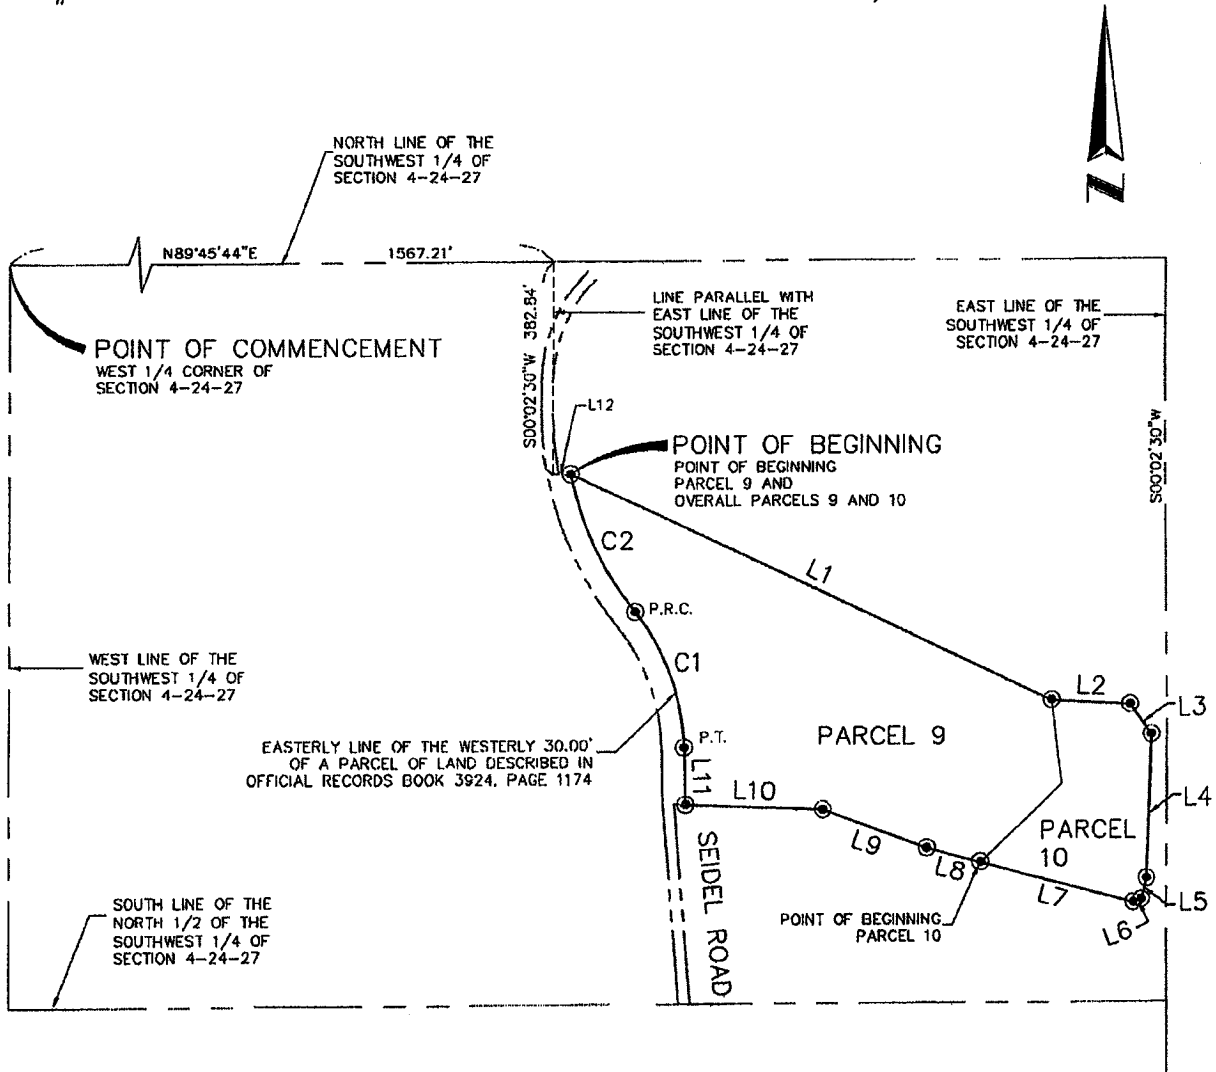 NORTH LINE OF THE
SOUTHWEST 1/4 OF
SECTION 4-24-27
N89°45'44"E
1567.21'
Z
LINE PARALLEL WITH
EAST LINE OF THE
SOUTHWEST 1/4 OF
SECTION 4-24-27
EAST LINE OF THE
SOUTHWEST 1/4 OF
SECTION 4-24-27
POINT OF COMMENCEMENT
WEST 1/4 CORNER OF
SECTION 4-24-27
S00°02'30"W 382.84'
L12
S00°02'30"W
POINT OF BEGINNING
POINT OF BEGINNING
PARCEL 9 AND
OVERALL PARCELS 9 AND 10
C2
L1
P.R.C.
C1
WEST LINE OF THE
SOUTHWEST 1/4 OF
SECTION 4-24-27
L2
L3
EASTERLY LINE OF THE WESTERLY 30.00'
OF A PARCEL OF LAND DESCRIBED IN
OFFICIAL RECORDS BOOK 3924, PAGE 1174
P.T.
PARCEL 9
L11
L10
L4
PARCEL
10
L9
L8
L7
L5
L6
SEIDEL ROAD
POINT OF BEGINNING
PARCEL 10
SOUTH LINE OF THE
NORTH 1/2 OF THE
SOUTHWEST 1/4 OF
SECTION 4-24-27